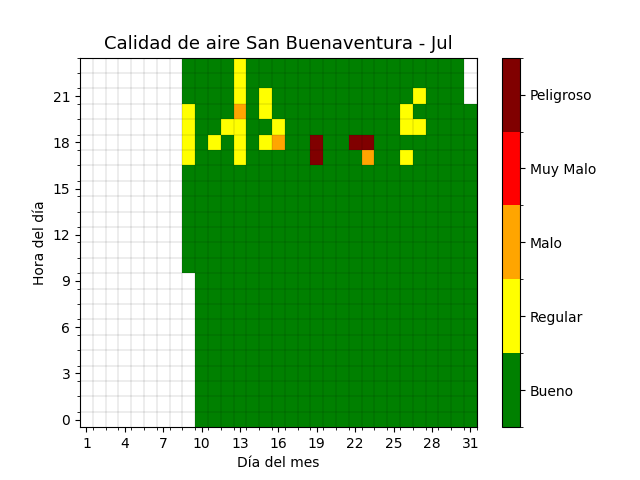 Calidad de aire San Buenaventura - Jul
Hora del día
21
18
15
12
9
6
3
0
1 4 7 10 13 16 19 22 25 28 31
Día del mes
Peligroso
Muy Malo
Malo
Regular
Bueno